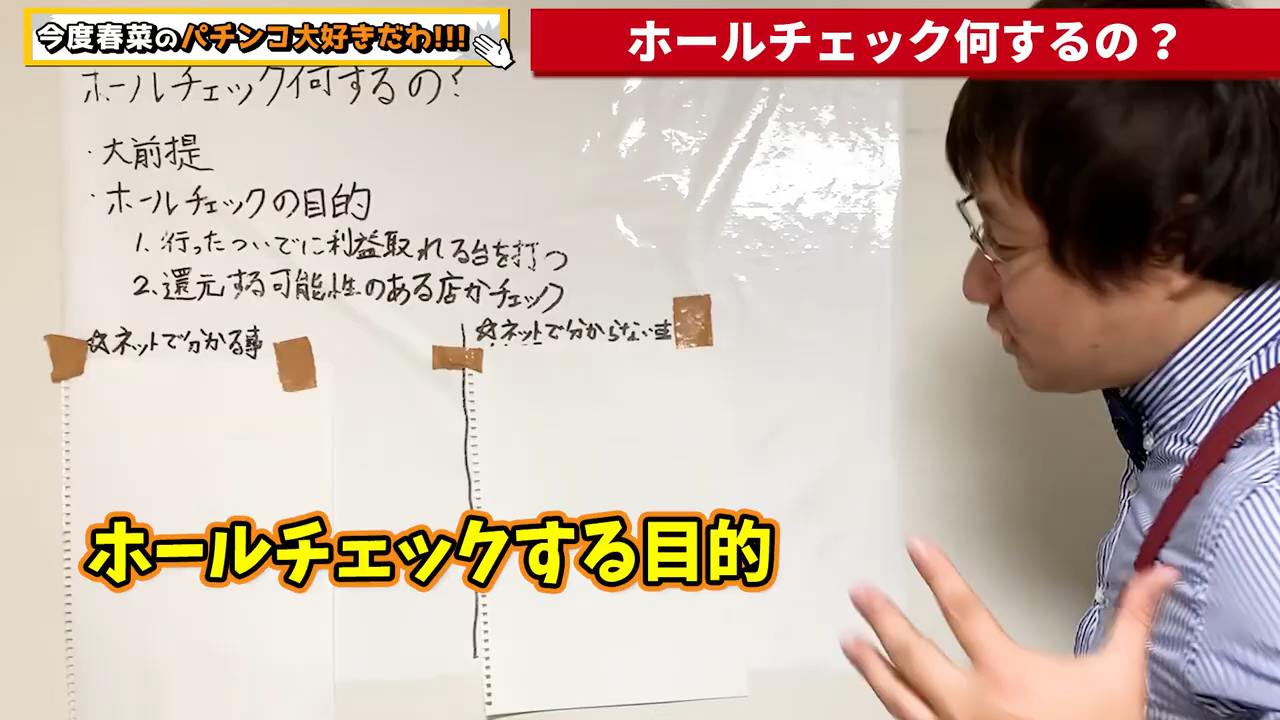 今度春菜のパチンコ大好きだわ!!!
ホールチェック何するの？
ホールチェック何するの?
・大前提
・ホールチェックの目的
1. 行ったついでに利益取れる台を打つ
2. 還元する可能性のある店かチェック
☆ネットで分かる事
☆ネットで分からない事
ホールチェックする目的